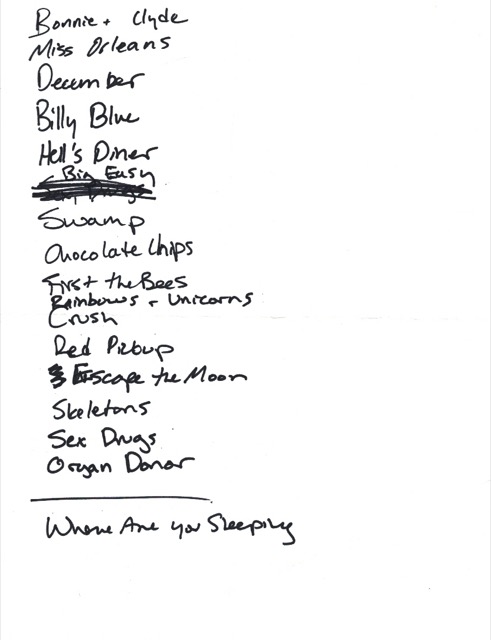 Bonnie + Clyde
Miss Orleans
December
Billy Blue
Hell's Diner
Big Easy
Swamp
Chocolate Chips
First the Bees
Rainbows + Unicorns
Crush
Red Pickup
Escape the Moon
Skeletons
Sex Drugs
Organ Donor
Where Are you Sleeping